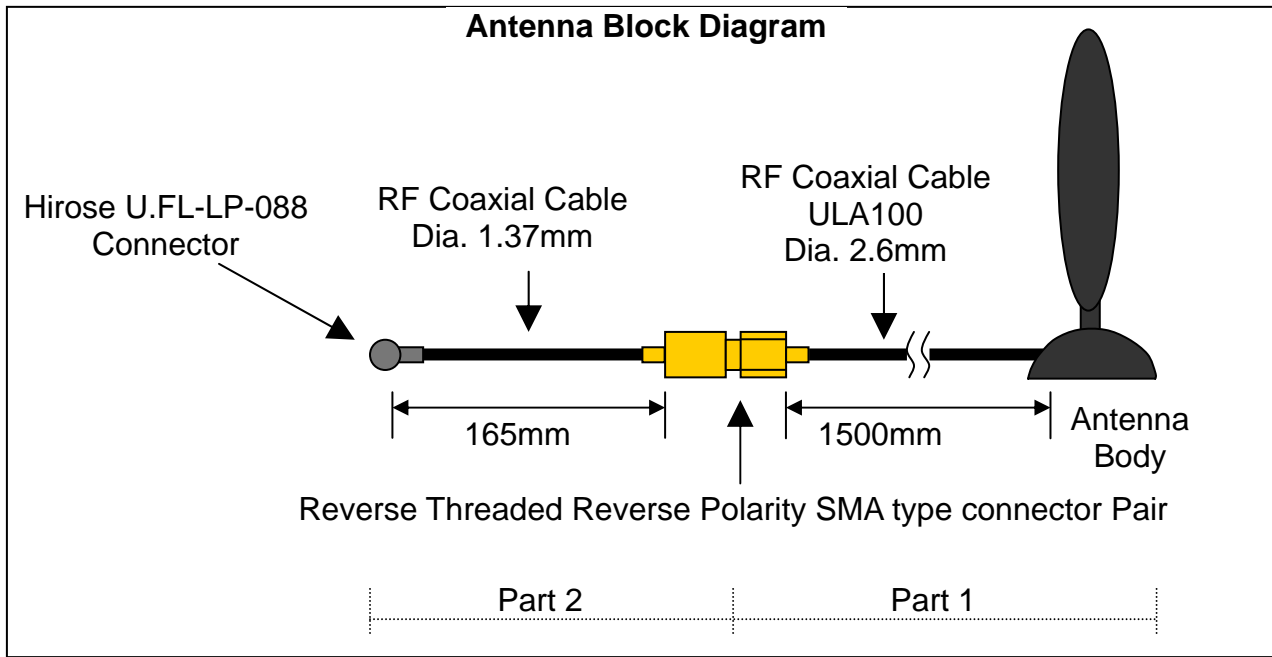 Antenna Block Diagram
Hirose U.FL-LP-088
Connector
RF Coaxial Cable
Dia. 1.37mm
RF Coaxial Cable
ULA100
Dia. 2.6mm
165mm
1500mm
Antenna
Body
Reverse Threaded Reverse Polarity SMA type connector Pair
Part 2
Part 1